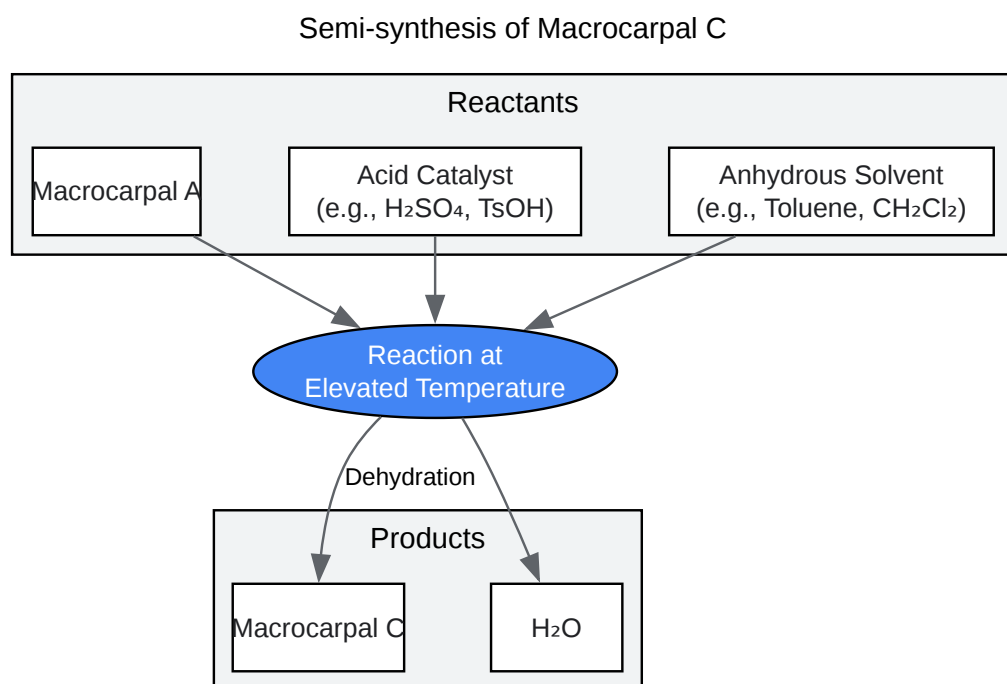 Semi-synthesis of Macrocarpal C
Reactants
Macrocarpal A
Acid Catalyst
(e.g., H₂SO₄, TsOH)
Anhydrous Solvent
(e.g., Toluene, CH₂Cl₂)
Reaction at
Elevated Temperature
Dehydration
Products
Macrocarpal C
H₂O